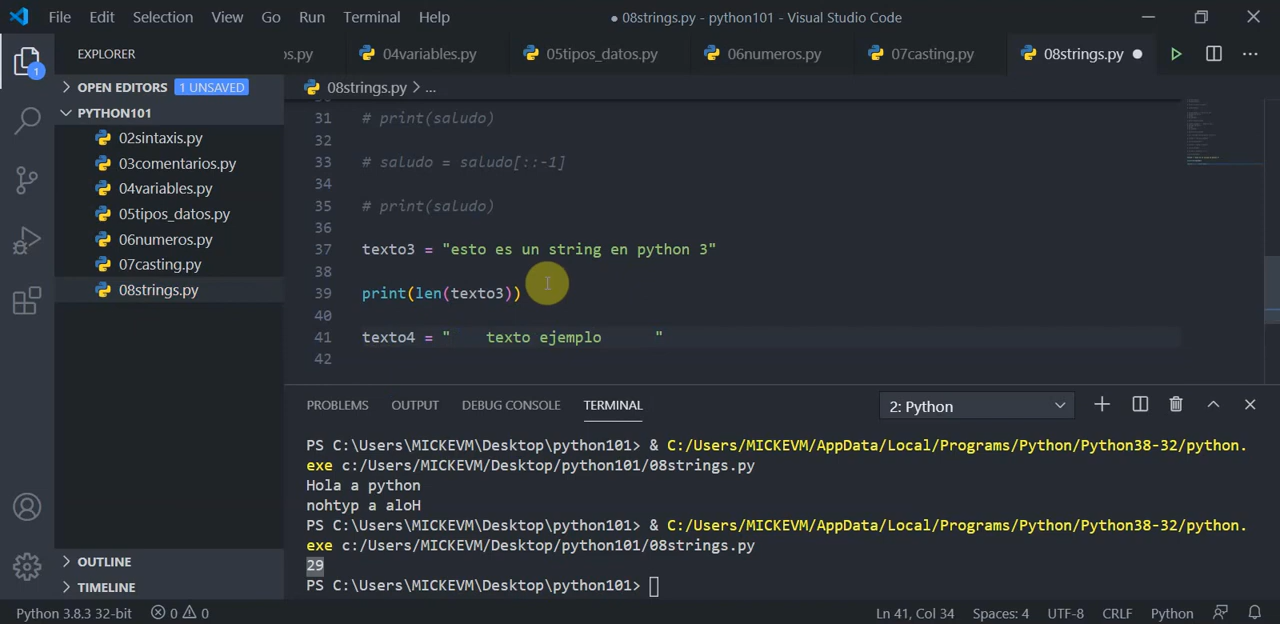 File Edit Selection View Go Run Terminal Help
● 08strings.py - python101 - Visual Studio Code
EXPLORER
os.py 04variables.py 05tipos_datos.py 06numeros.py 07casting.py 08strings.py ●
OPEN EDITORS 1 UNSAVED
1
PYTHON101
02sintaxis.py
03comentarios.py
04variables.py
05tipos_datos.py
06numeros.py
07casting.py
08strings.py
OUTLINE
TIMELINE
08strings.py > ...
31 # print(saludo)
32
33 # saludo = saludo[::-1]
34
35 # print(saludo)
36
37 texto3 = "esto es un string en python 3"
38
39 print(len(texto3))
40
41 texto4 = "    texto ejemplo      "
42
PROBLEMS OUTPUT DEBUG CONSOLE TERMINAL 2: Python
PS C:\Users\MICKEVM\Desktop\python101> & C:/Users/MICKEVM/AppData/Local/Programs/Python/Python38-32/python.
exe c:/Users/MICKEVM/Desktop/python101/08strings.py
Hola a python
nohtyp a aloH
PS C:\Users\MICKEVM\Desktop\python101> & C:/Users/MICKEVM/AppData/Local/Programs/Python/Python38-32/python.
exe c:/Users/MICKEVM/Desktop/python101/08strings.py
29
PS C:\Users\MICKEVM\Desktop\python101>
Python 3.8.3 32-bit 0 0 Ln 41, Col 34 Spaces: 4 UTF-8 CRLF Python